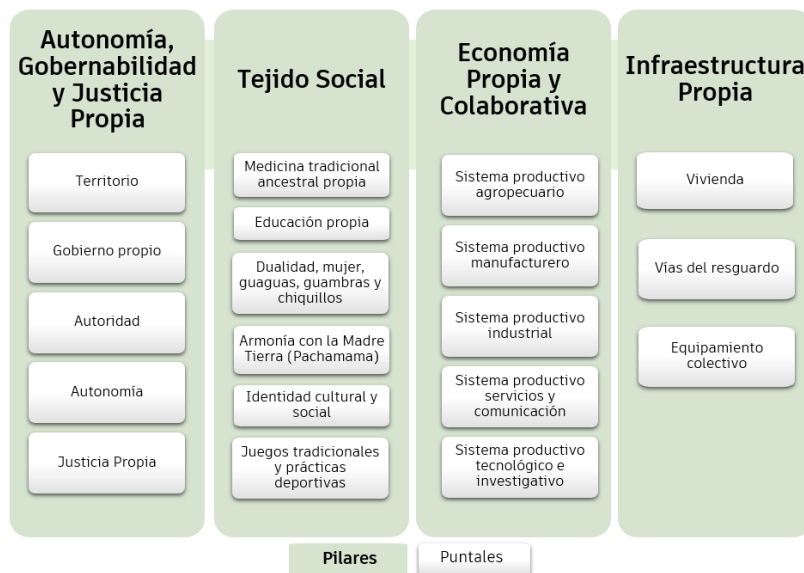 Autonomía,
Gobernabilidad
y Justicia
Propia
Territorio
Gobierno propio
Autoridad
Autonomía
Justicia Propia
Tejido Social
Medicina tradicional
ancestral propia
Educación propia
Dualidad, mujer,
guaguas, guambras y
chiquillos
Armonía con la Madre
Tierra (Pachamama)
Identidad cultural y
social
Juegos tradicionales
y prácticas
deportivas
Economía
Propia y
Colaborativa
Sistema productivo
agropecuario
Sistema productivo
manufacturero
Sistema productivo
industrial
Sistema productivo
servicios y
comunicación
Sistema productivo
tecnológico e
investigativo
Infraestructura
Propia
Vivienda
Vías del resguardo
Equipamiento
colectivo
Pilares
Puntales